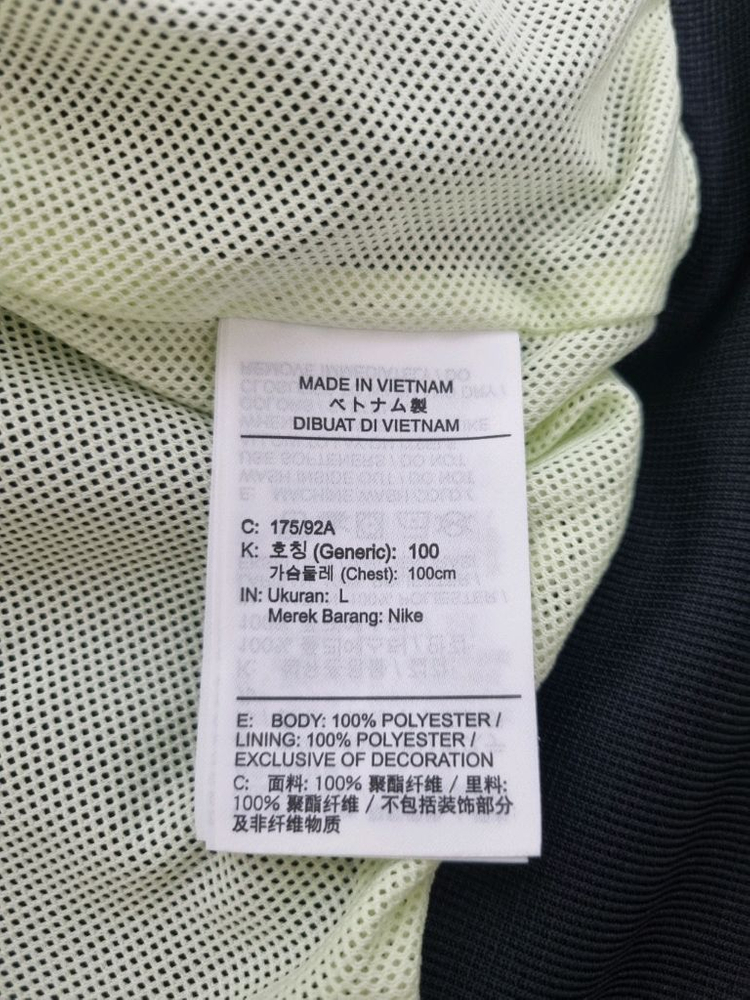 MADE IN VIETNAM
ベトナム製
DIBUAT DI VIETNAM
C: 175/92A
K: 호칭 (Generic): 100
가슴둘레 (Chest): 100cm
IN: Ukuran: L
Merek Barang: Nike
E: BODY: 100% POLYESTER /
LINING: 100% POLYESTER /
EXCLUSIVE OF DECORATION
C: 面料: 100% 聚酯纤维 / 里料:
100% 聚酯纤维 / 不包括装饰部分
及非纤维物质